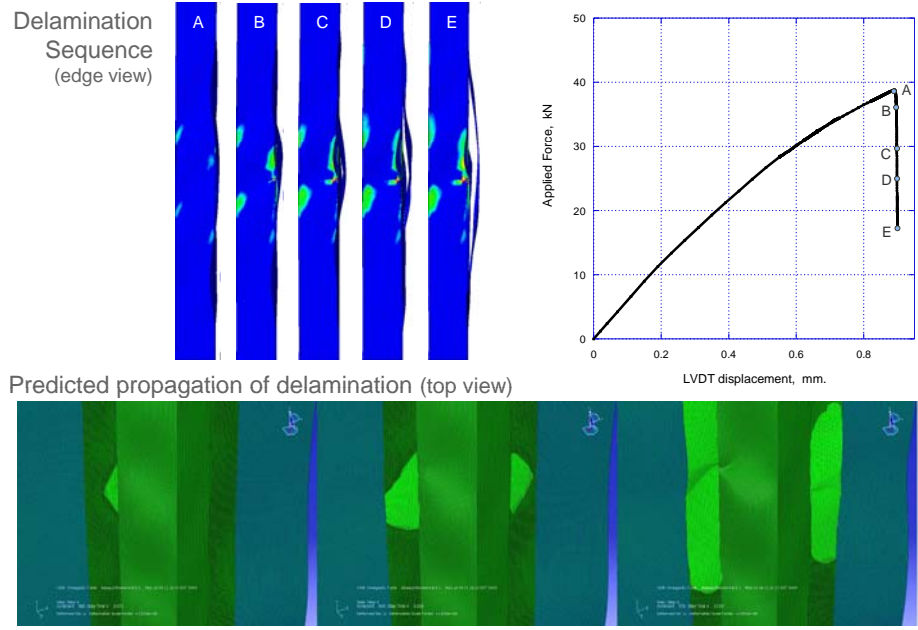 Delamination
Sequence
(edge view)
A B C D E
50
40
30
20
10
0
0 0.2 0.4 0.6 0.8
Applied Force, kN
LVDT displacement, mm.
A
B
C
D
E
Predicted propagation of delamination (top view)